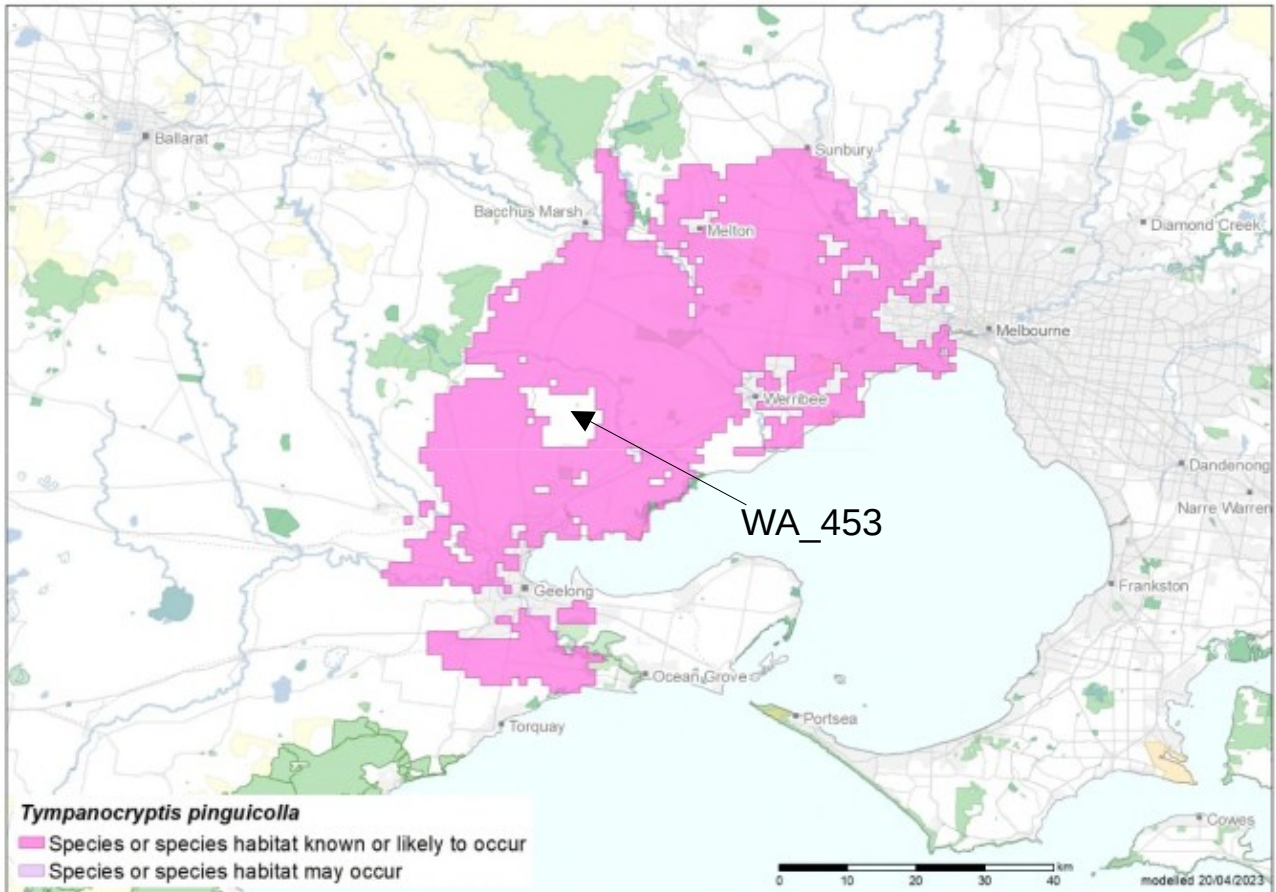 Ballarat
Sunbury
Bacchus Marsh
Melton
Diamond Creek
Melbourne
Werribee
Dandenong
Narre Warren
WA_453
Geelong
Frankston
Ocean Grove
Portsea
Torquay
Tympanocryptis pinguicolla
Species or species habitat known or likely to occur
Species or species habitat may occur
Cowes
km
0 10 20 30 40
modelled 20/04/2023